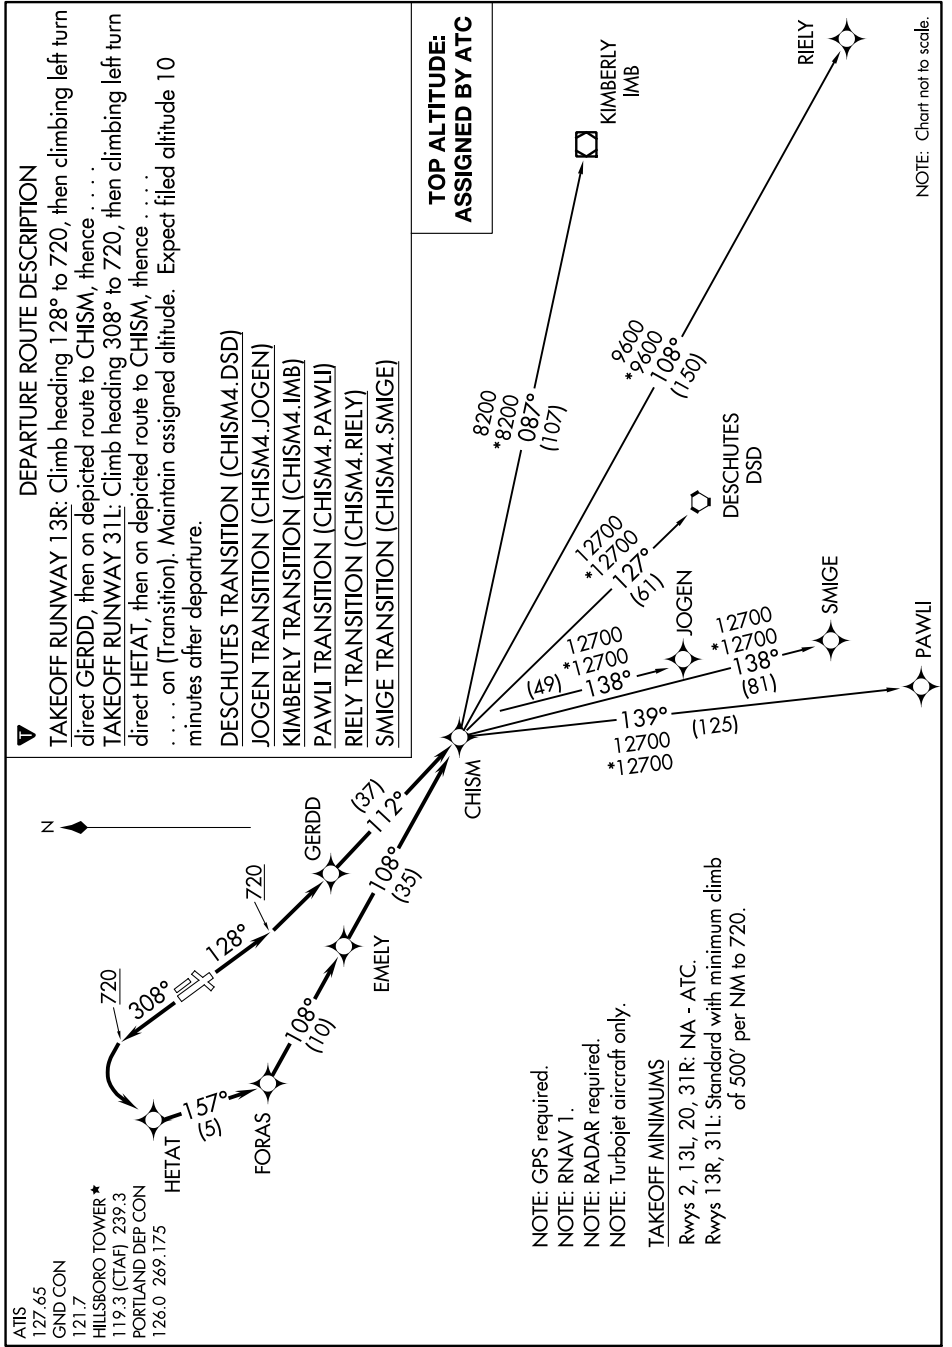 ATIS
127.65
GND CON
121.7
HILLSBORO TOWER★
119.3 (CTAF) 239.3
PORTLAND DEP CON
126.0 269.175
DEPARTURE ROUTE DESCRIPTION
T
TAKEOFF RUNWAY 13R: Climb heading 128° to 720, then climbing left turn
direct GERDD, then on depicted route to CHISM, thence . . . .
TAKEOFF RUNWAY 31L: Climb heading 308° to 720, then climbing left turn
direct HETAT, then on depicted route to CHISM, thence . . . .
. . . . on (Transition). Maintain assigned altitude. Expect filed altitude 10
minutes after departure.
DESCHUTES TRANSITION (CHISM4.DSD)
JOGEN TRANSITION (CHISM4.JOGEN)
KIMBERLY TRANSITION (CHISM4.IMB)
PAWLI TRANSITION (CHISM4.PAWLI)
RIELY TRANSITION (CHISM4.RIELY)
SMIGE TRANSITION (CHISM4.SMIGE)
TOP ALTITUDE:
ASSIGNED BY ATC
N
720
308°
128°
720
HETAT
157°
(5)
FORAS
108°
(10)
EMELY
108°
(35)
GERDD
(37)
112°
CHISM
8200
*8200
087°
(107)
KIMBERLY
IMB
9600
*9600
108°
(150)
RIELY
12700
*12700
127°
(61)
DESCHUTES
DSD
12700
*12700
(49)
138°
JOGEN
12700
*12700
138°
(81)
SMIGE
139°
(125)
12700
*12700
PAWLI
NOTE: GPS required.
NOTE: RNAV 1.
NOTE: RADAR required.
NOTE: Turbojet aircraft only.
TAKEOFF MINIMUMS
Rwys 2, 13L, 20, 31R: NA - ATC.
Rwys 13R, 31L: Standard with minimum climb
of 500' per NM to 720.
NOTE: Chart not to scale.